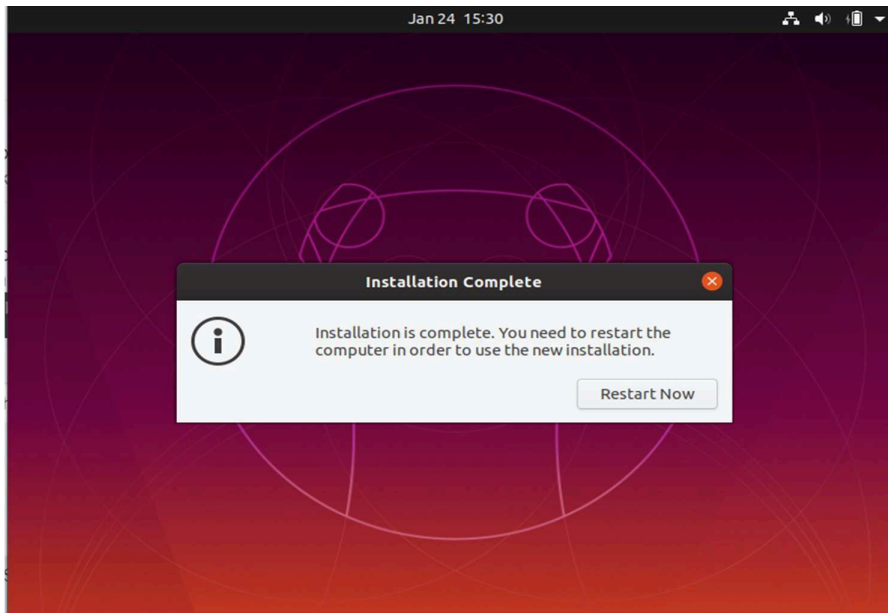 Jan 24 15:30
Installation Complete
Installation is complete. You need to restart the
computer in order to use the new installation.
Restart Now